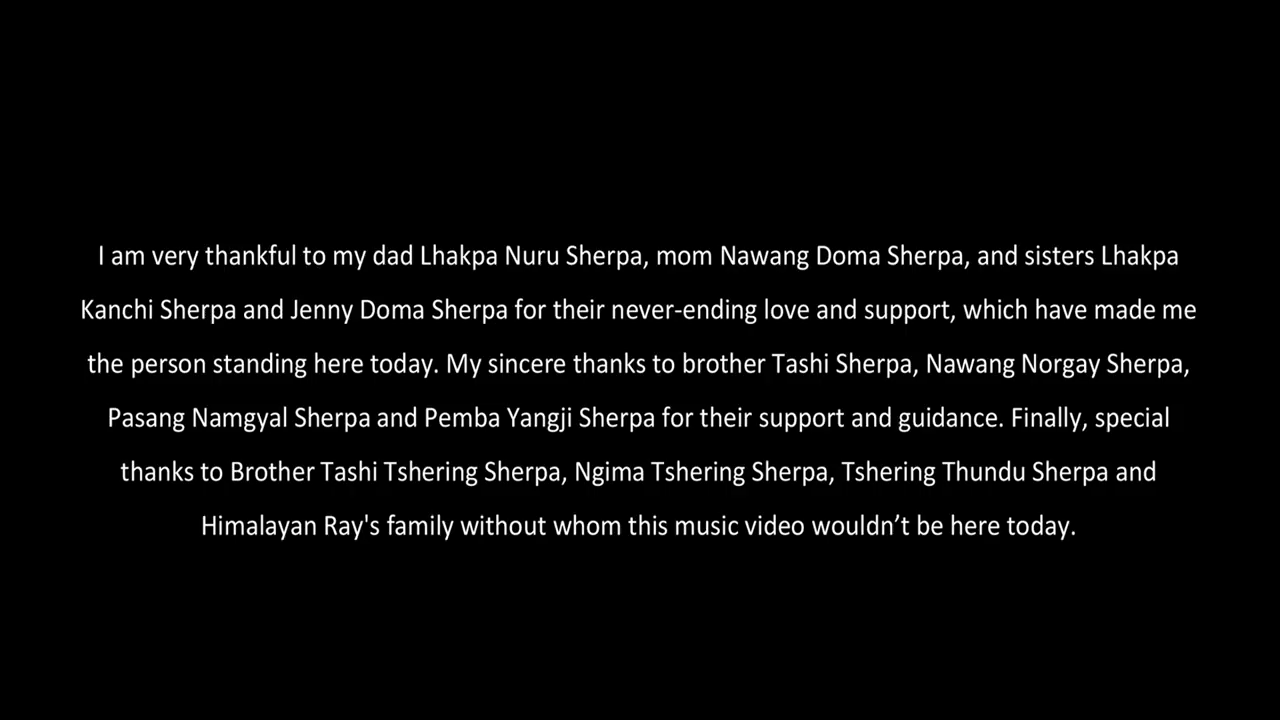 I am very thankful to my dad Lhakpa Nuru Sherpa, mom Nawang Doma Sherpa, and sisters Lhakpa
Kanchi Sherpa and Jenny Doma Sherpa for their never-ending love and support, which have made me
the person standing here today. My sincere thanks to brother Tashi Sherpa, Nawang Norgay Sherpa,
Pasang Namgyal Sherpa and Pemba Yangji Sherpa for their support and guidance. Finally, special
thanks to Brother Tashi Tshering Sherpa, Ngima Tshering Sherpa, Tshering Thundu Sherpa and
Himalayan Ray's family without whom this music video wouldn’t be here today.